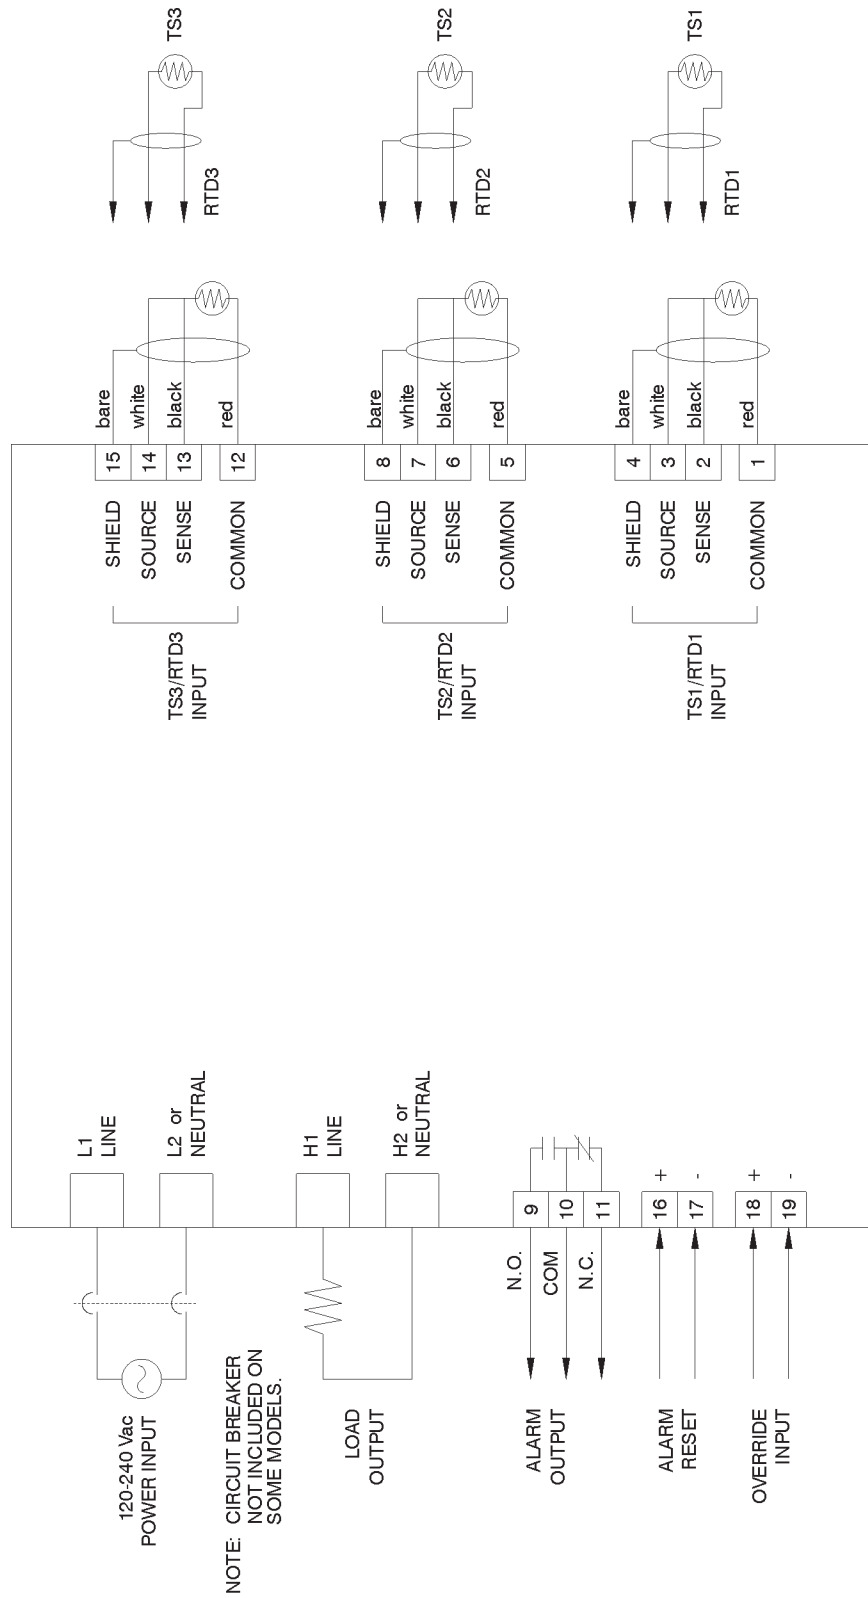 120-240 Vac
POWER INPUT
L1
LINE
L2 or
NEUTRAL
NOTE: CIRCUIT BREAKER
NOT INCLUDED ON
SOME MODELS.
LOAD
OUTPUT
H1
LINE
H2 or
NEUTRAL
ALARM
OUTPUT
N.O.
9
COM
10
N.C.
11
ALARM
RESET
16 +
17 -
OVERRIDE
INPUT
18 +
19 -
TS3/RTD3
INPUT
SHIELD 15 bare
SOURCE 14 white
SENSE 13 black
COMMON 12 red
RTD3
TS3
TS2/RTD2
INPUT
SHIELD 8 bare
SOURCE 7 white
SENSE 6 black
COMMON 5 red
RTD2
TS2
TS1/RTD1
INPUT
SHIELD 4 bare
SOURCE 3 white
SENSE 2 black
COMMON 1 red
RTD1
TS1